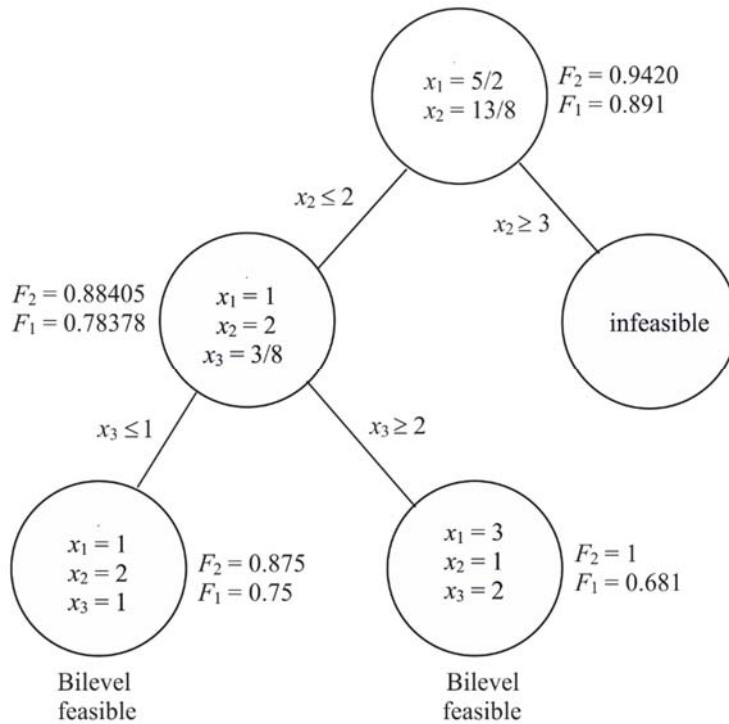 x₁ = 5/2
x₂ = 13/8
F₂ = 0.9420
F₁ = 0.891
x₂ ≤ 2
x₂ ≥ 3
F₂ = 0.88405
F₁ = 0.78378
x₁ = 1
x₂ = 2
x₃ = 3/8
infeasible
x₃ ≤ 1
x₃ ≥ 2
x₁ = 1
x₂ = 2
x₃ = 1
F₂ = 0.875
F₁ = 0.75
x₁ = 3
x₂ = 1
x₃ = 2
F₂ = 1
F₁ = 0.681
Bilevel
feasible
Bilevel
feasible